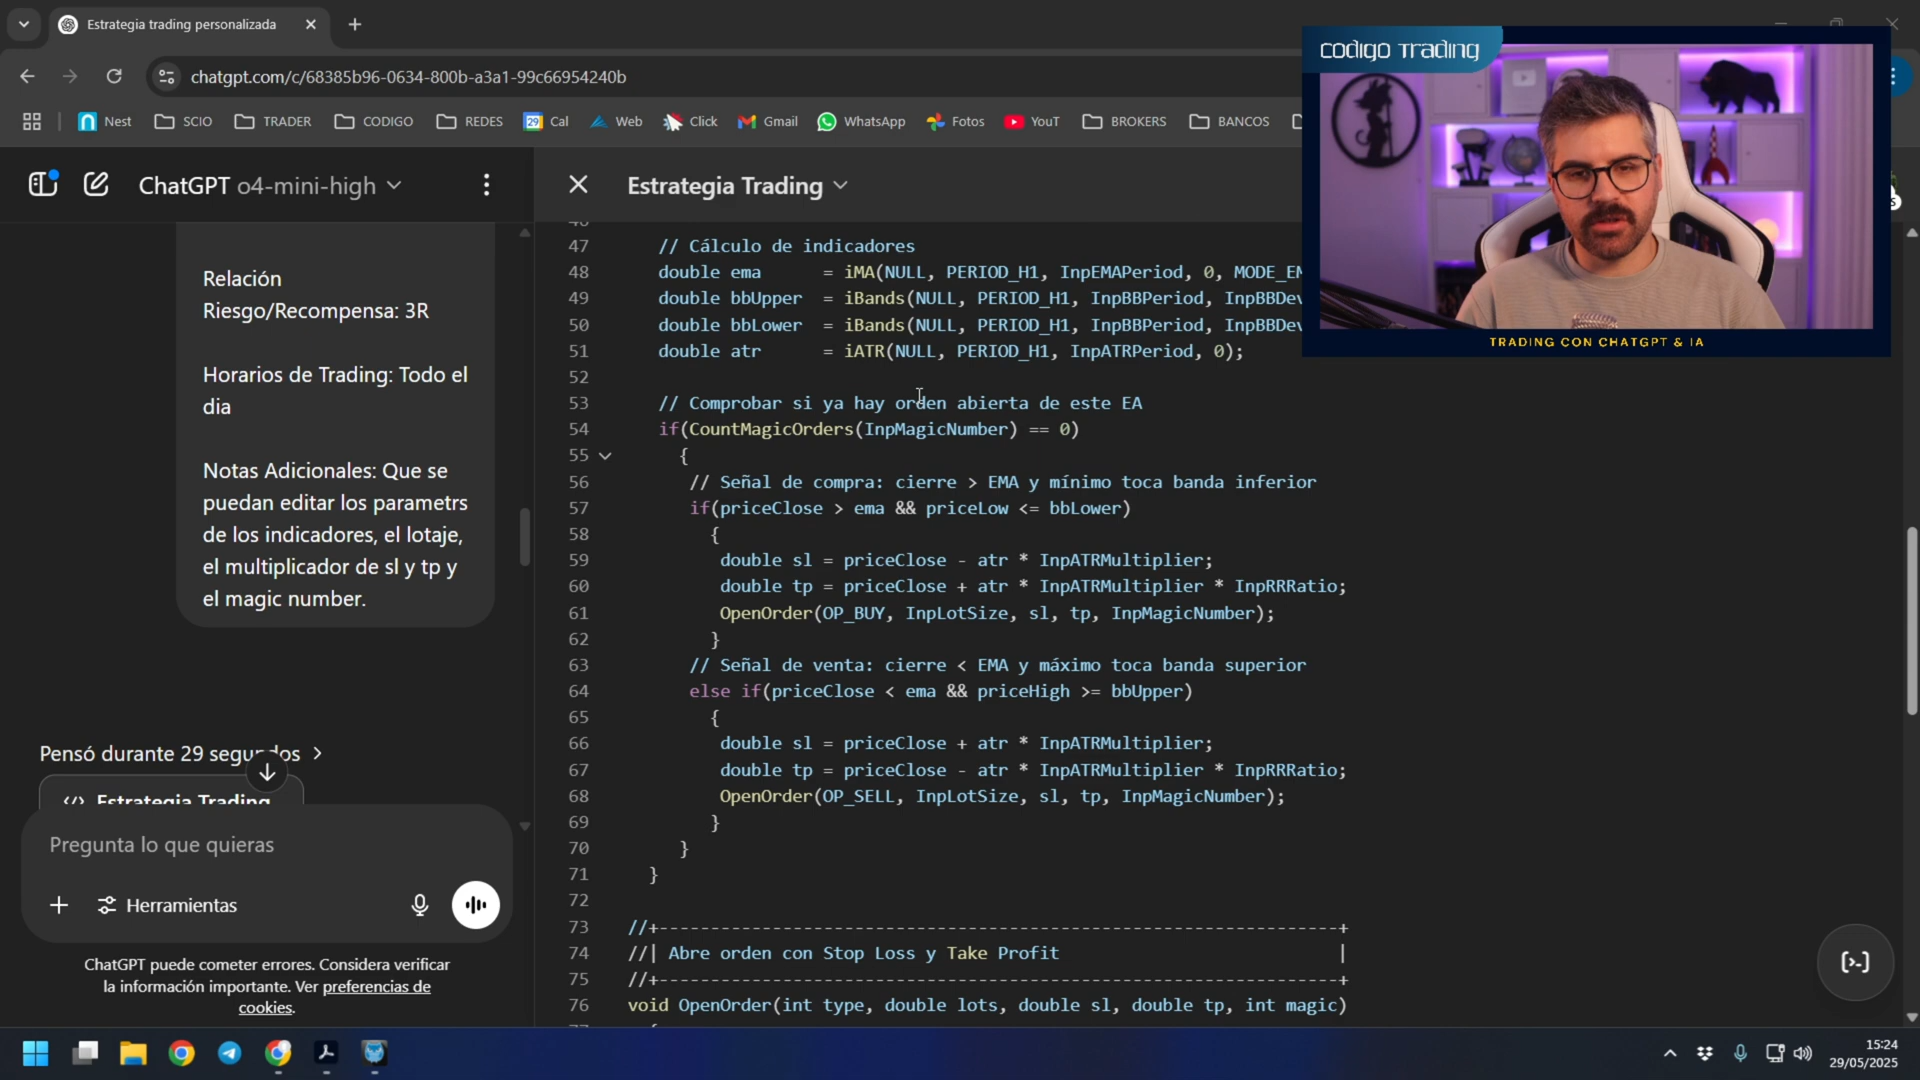 Estrategia trading personalizada
chatgpt.com/c/68385b96-0634-800b-a3a1-99c66954240b
Nest
SCIO
TRADER
CODIGO
REDES
Cal
Web
Click
Gmail
WhatsApp
Fotos
YouT
BROKERS
BANCOS
codigo Trading
TRADING CON CHATGPT & IA
ChatGPT o4-mini-high
Relación
Riesgo/Recompensa: 3R
Horarios de Trading: Todo el
dia
Notas Adicionales: Que se
puedan editar los parametrs
de los indicadores, el lotaje,
el multiplicador de sl y tp y
el magic number.
Pensó durante 29 segundos
Estrategia Trading
Pregunta lo que quieras
Herramientas
ChatGPT puede cometer errores. Considera verificar
la información importante. Ver preferencias de
cookies.
Estrategia Trading
47 // Cálculo de indicadores
48 double ema = iMA(NULL, PERIOD_H1, InpEMAPeriod, 0, MODE_EM
49 double bbUpper = iBands(NULL, PERIOD_H1, InpBBPeriod, InpBBDev
50 double bbLower = iBands(NULL, PERIOD_H1, InpBBPeriod, InpBBDev
51 double atr = iATR(NULL, PERIOD_H1, InpATRPeriod, 0);
52
53 // Comprobar si ya hay orden abierta de este EA
54 if(CountMagicOrders(InpMagicNumber) == 0)
55 {
56 // Señal de compra: cierre > EMA y mínimo toca banda inferior
57 if(priceClose > ema && priceLow <= bbLower)
58 {
59 double sl = priceClose - atr * InpATRMultiplier;
60 double tp = priceClose + atr * InpATRMultiplier * InpRRRatio;
61 OpenOrder(OP_BUY, InpLotSize, sl, tp, InpMagicNumber);
62 }
63 // Señal de venta: cierre < EMA y máximo toca banda superior
64 else if(priceClose < ema && priceHigh >= bbUpper)
65 {
66 double sl = priceClose + atr * InpATRMultiplier;
67 double tp = priceClose - atr * InpATRMultiplier * InpRRRatio;
68 OpenOrder(OP_SELL, InpLotSize, sl, tp, InpMagicNumber);
69 }
70 }
71 }
72
73 //+------------------------------------------------------------------+
74 //| Abre orden con Stop Loss y Take Profit |
75 //+------------------------------------------------------------------+
76 void OpenOrder(int type, double lots, double sl, double tp, int magic)
15:24
29/05/2025